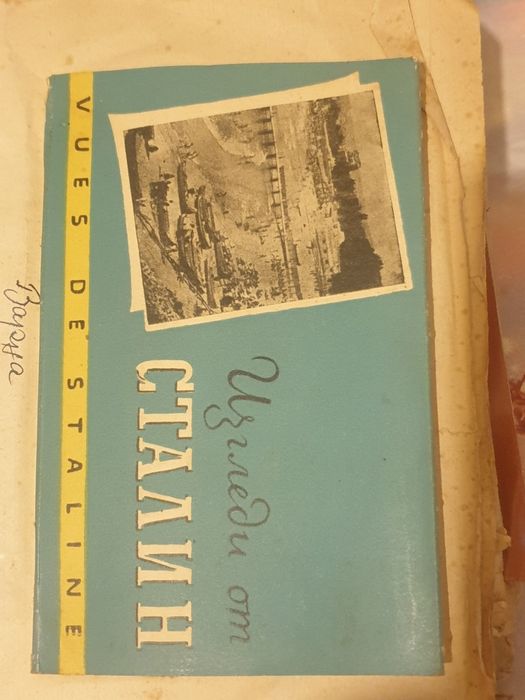 Изгледи от
СТАЛИН
VUES DE STALINE
Варна